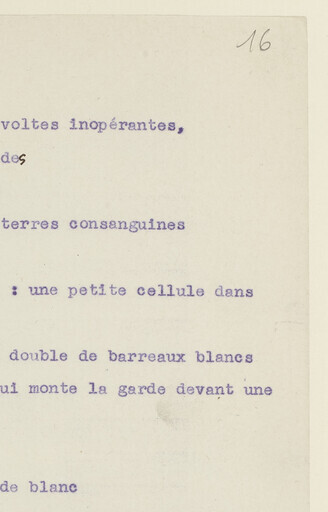 16
voltes inopérantes,
des
terres consanguines
: une petite cellule dans
double de barreaux blancs
ui monte la garde devant une
de blanc